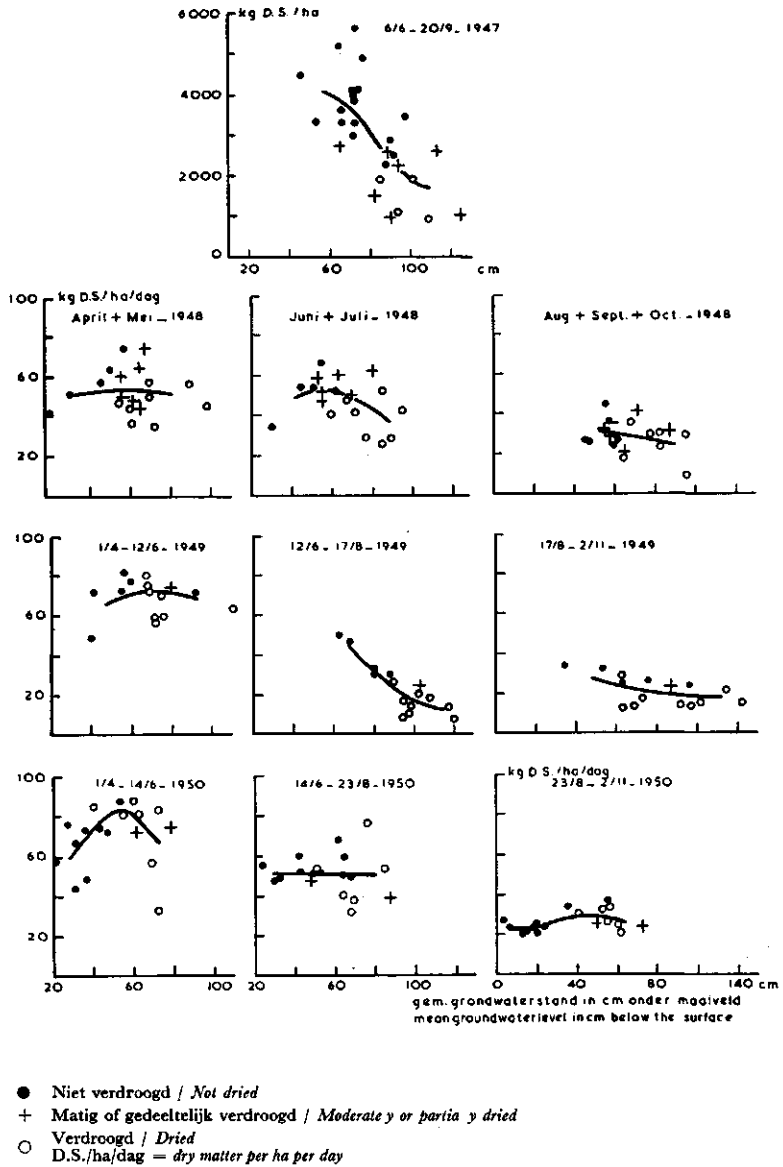 6000 kg D.S./ha
6/6-20/9-1947
4000
2000
0
20 60 100 cm
100 kg D.S./ha/dag
April + Mei - 1948
Juni + Juli - 1948
Aug + Sept. + Oct. - 1948
60
20
100
1/4-12/6-1949
12/6-17/8-1949
17/8-2/11-1949
60
20
100
1/4-14/6-1950
14/6-23/8-1950
kg D.S./ha/dag
23/8-2/11-1950
60
20
20 60 100
20 60 100
0 40 80 140 cm
gem. grondwaterstand in cm onder maaiveld
mean groundwaterlevel in cm below the surface
Niet verdroogd / Not dried
Matig of gedeeltelijk verdroogd / Moderate y or partia y dried
Verdroogd / Dried
D.S./ha/dag = dry matter per ha per day